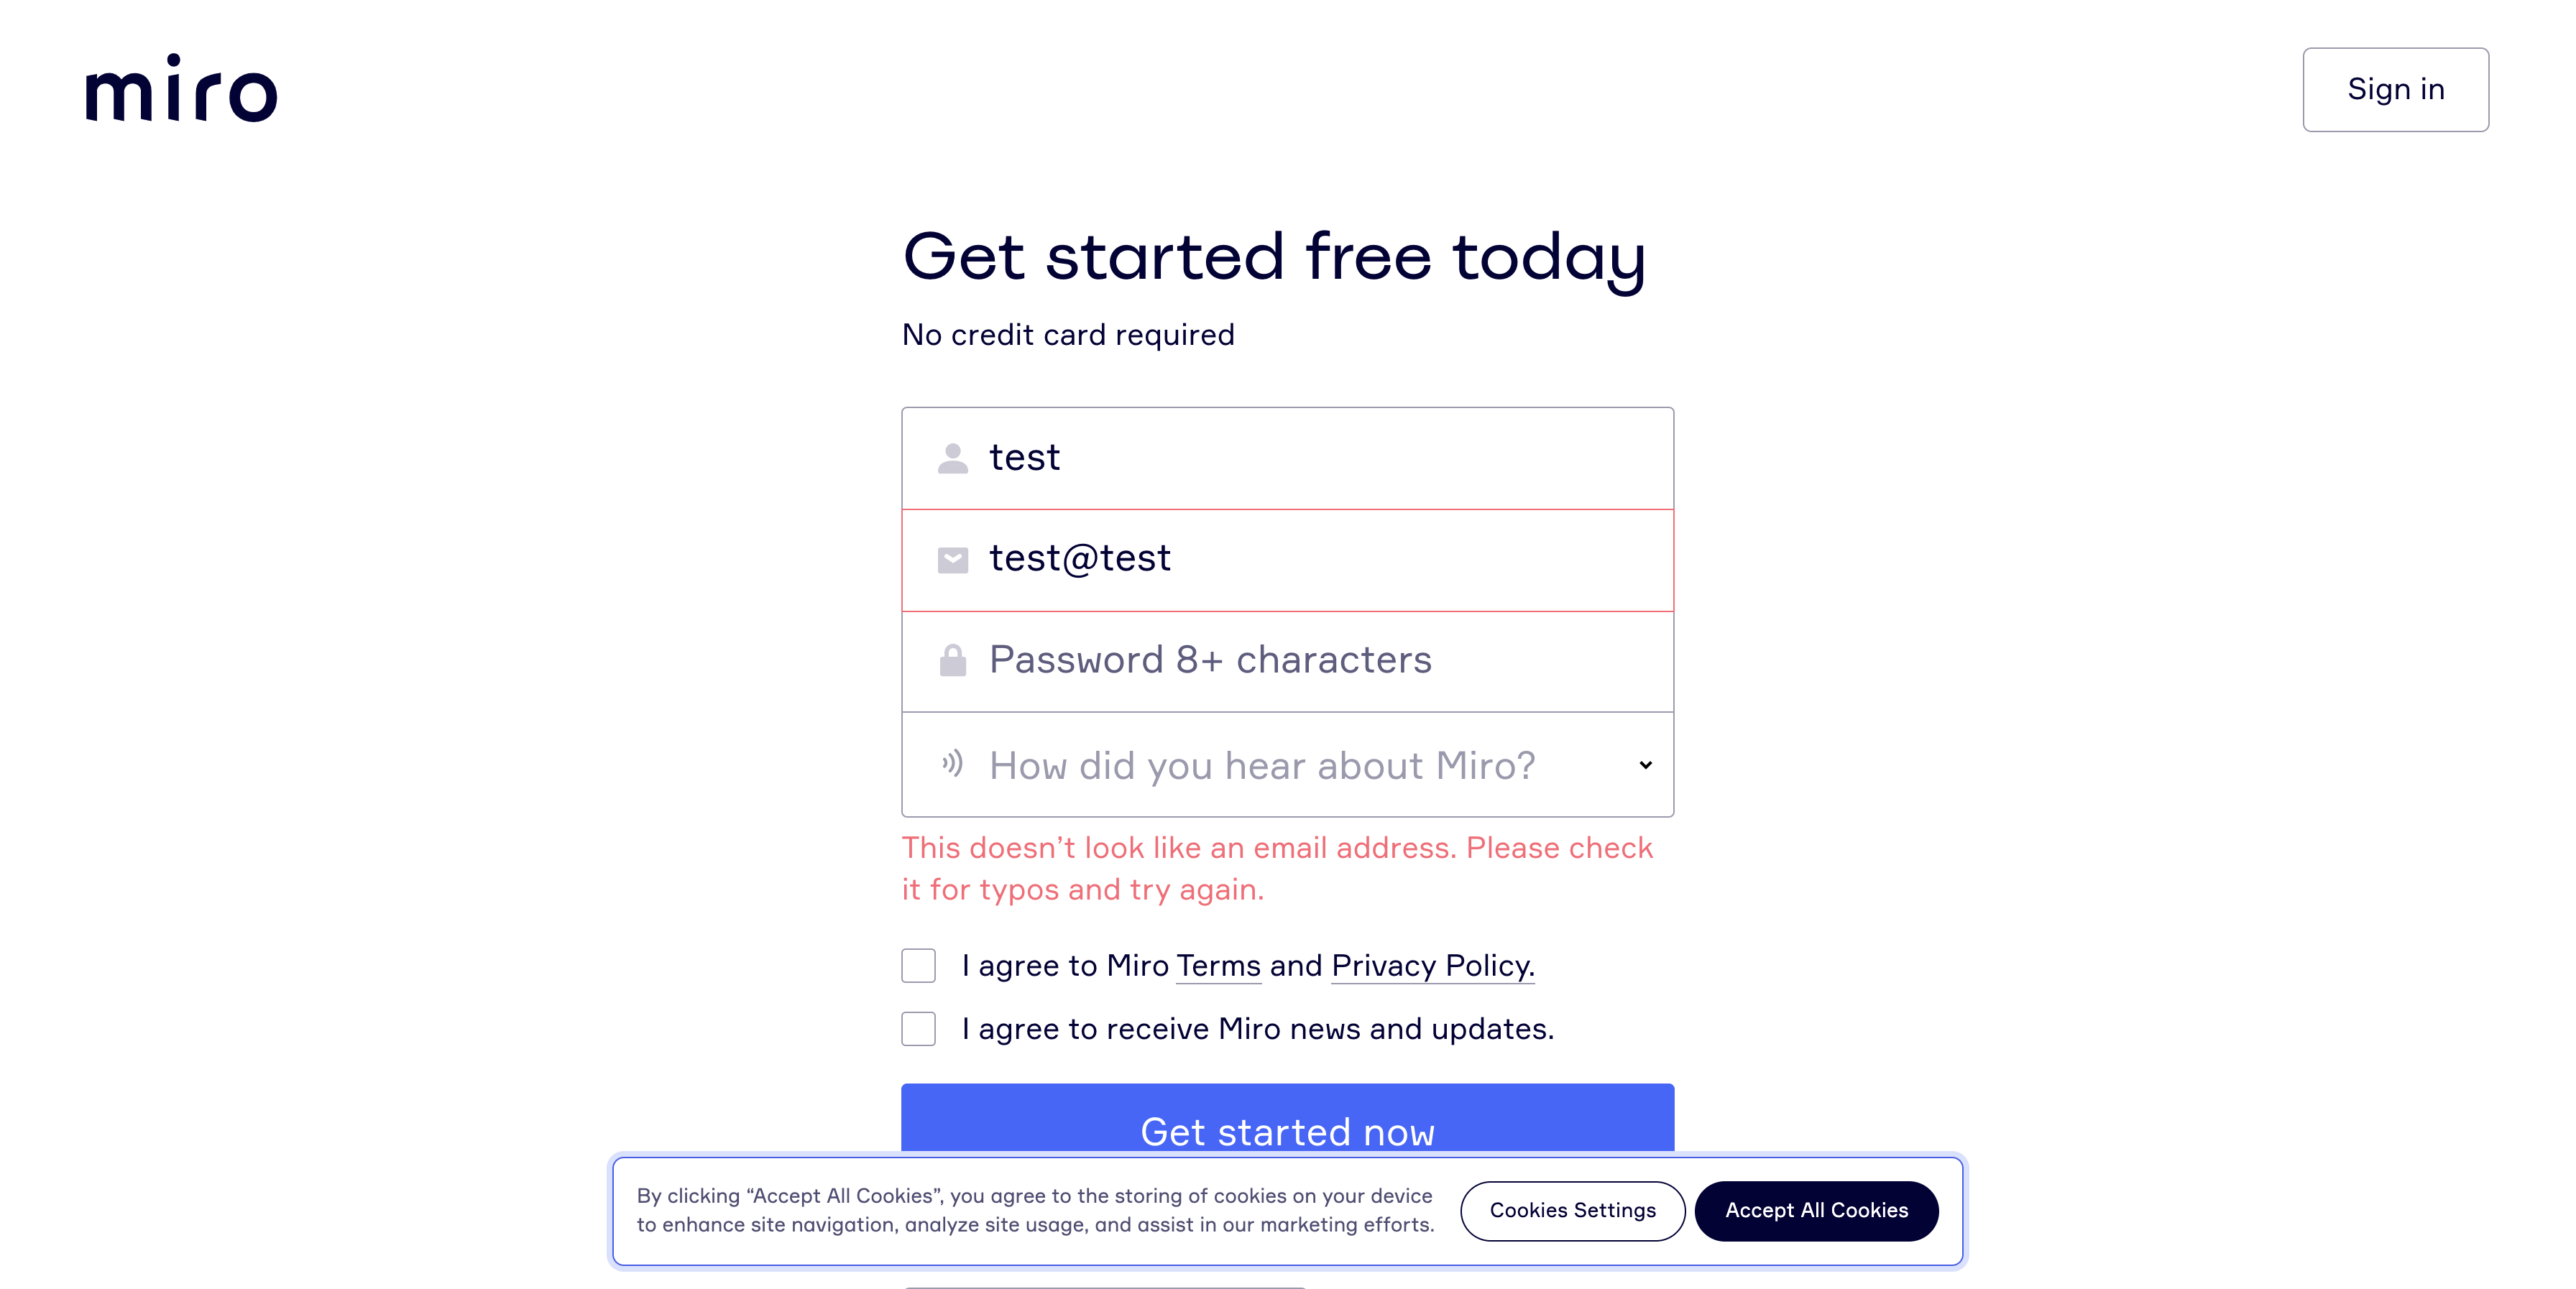 miro
Sign in
Get started free today
No credit card required
test
test@test
Password 8+ characters
How did you hear about Miro?
This doesn’t look like an email address. Please check
it for typos and try again.
I agree to Miro Terms and Privacy Policy.
I agree to receive Miro news and updates.
Get started now
By clicking “Accept All Cookies”, you agree to the storing of cookies on your device
to enhance site navigation, analyze site usage, and assist in our marketing efforts.
Cookies Settings
Accept All Cookies